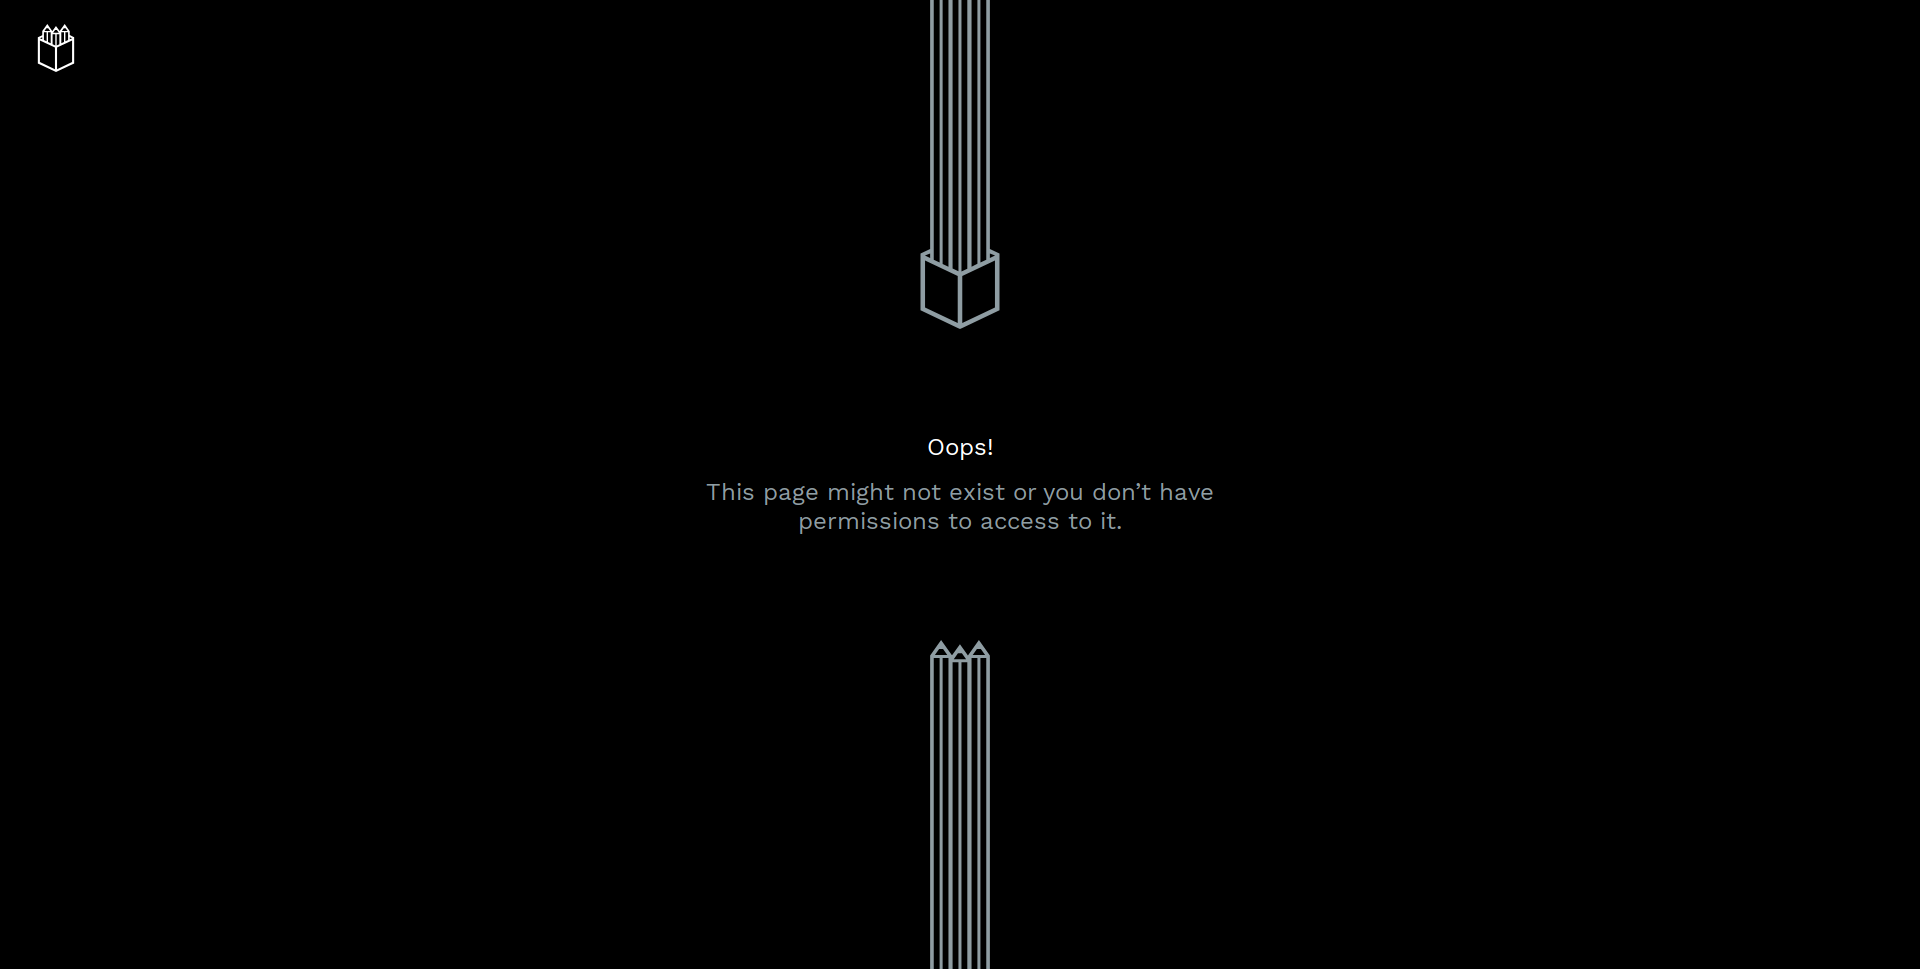 Oops!
This page might not exist or you don’t have
permissions to access to it.